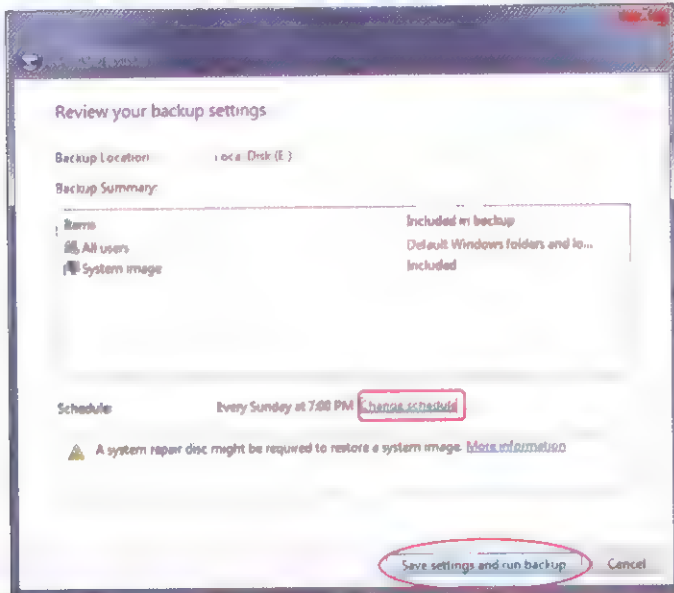 Review your backup settings
Backup Location: Local Disk (E:)
Backup Summary:
Items Included in backup
All users Default Windows folders and lo...
System image Included
Schedule: Every Sunday at 7:00 PM Change schedule
A system repair disc might be required to restore a system image. More information
Save settings and run backup Cancel